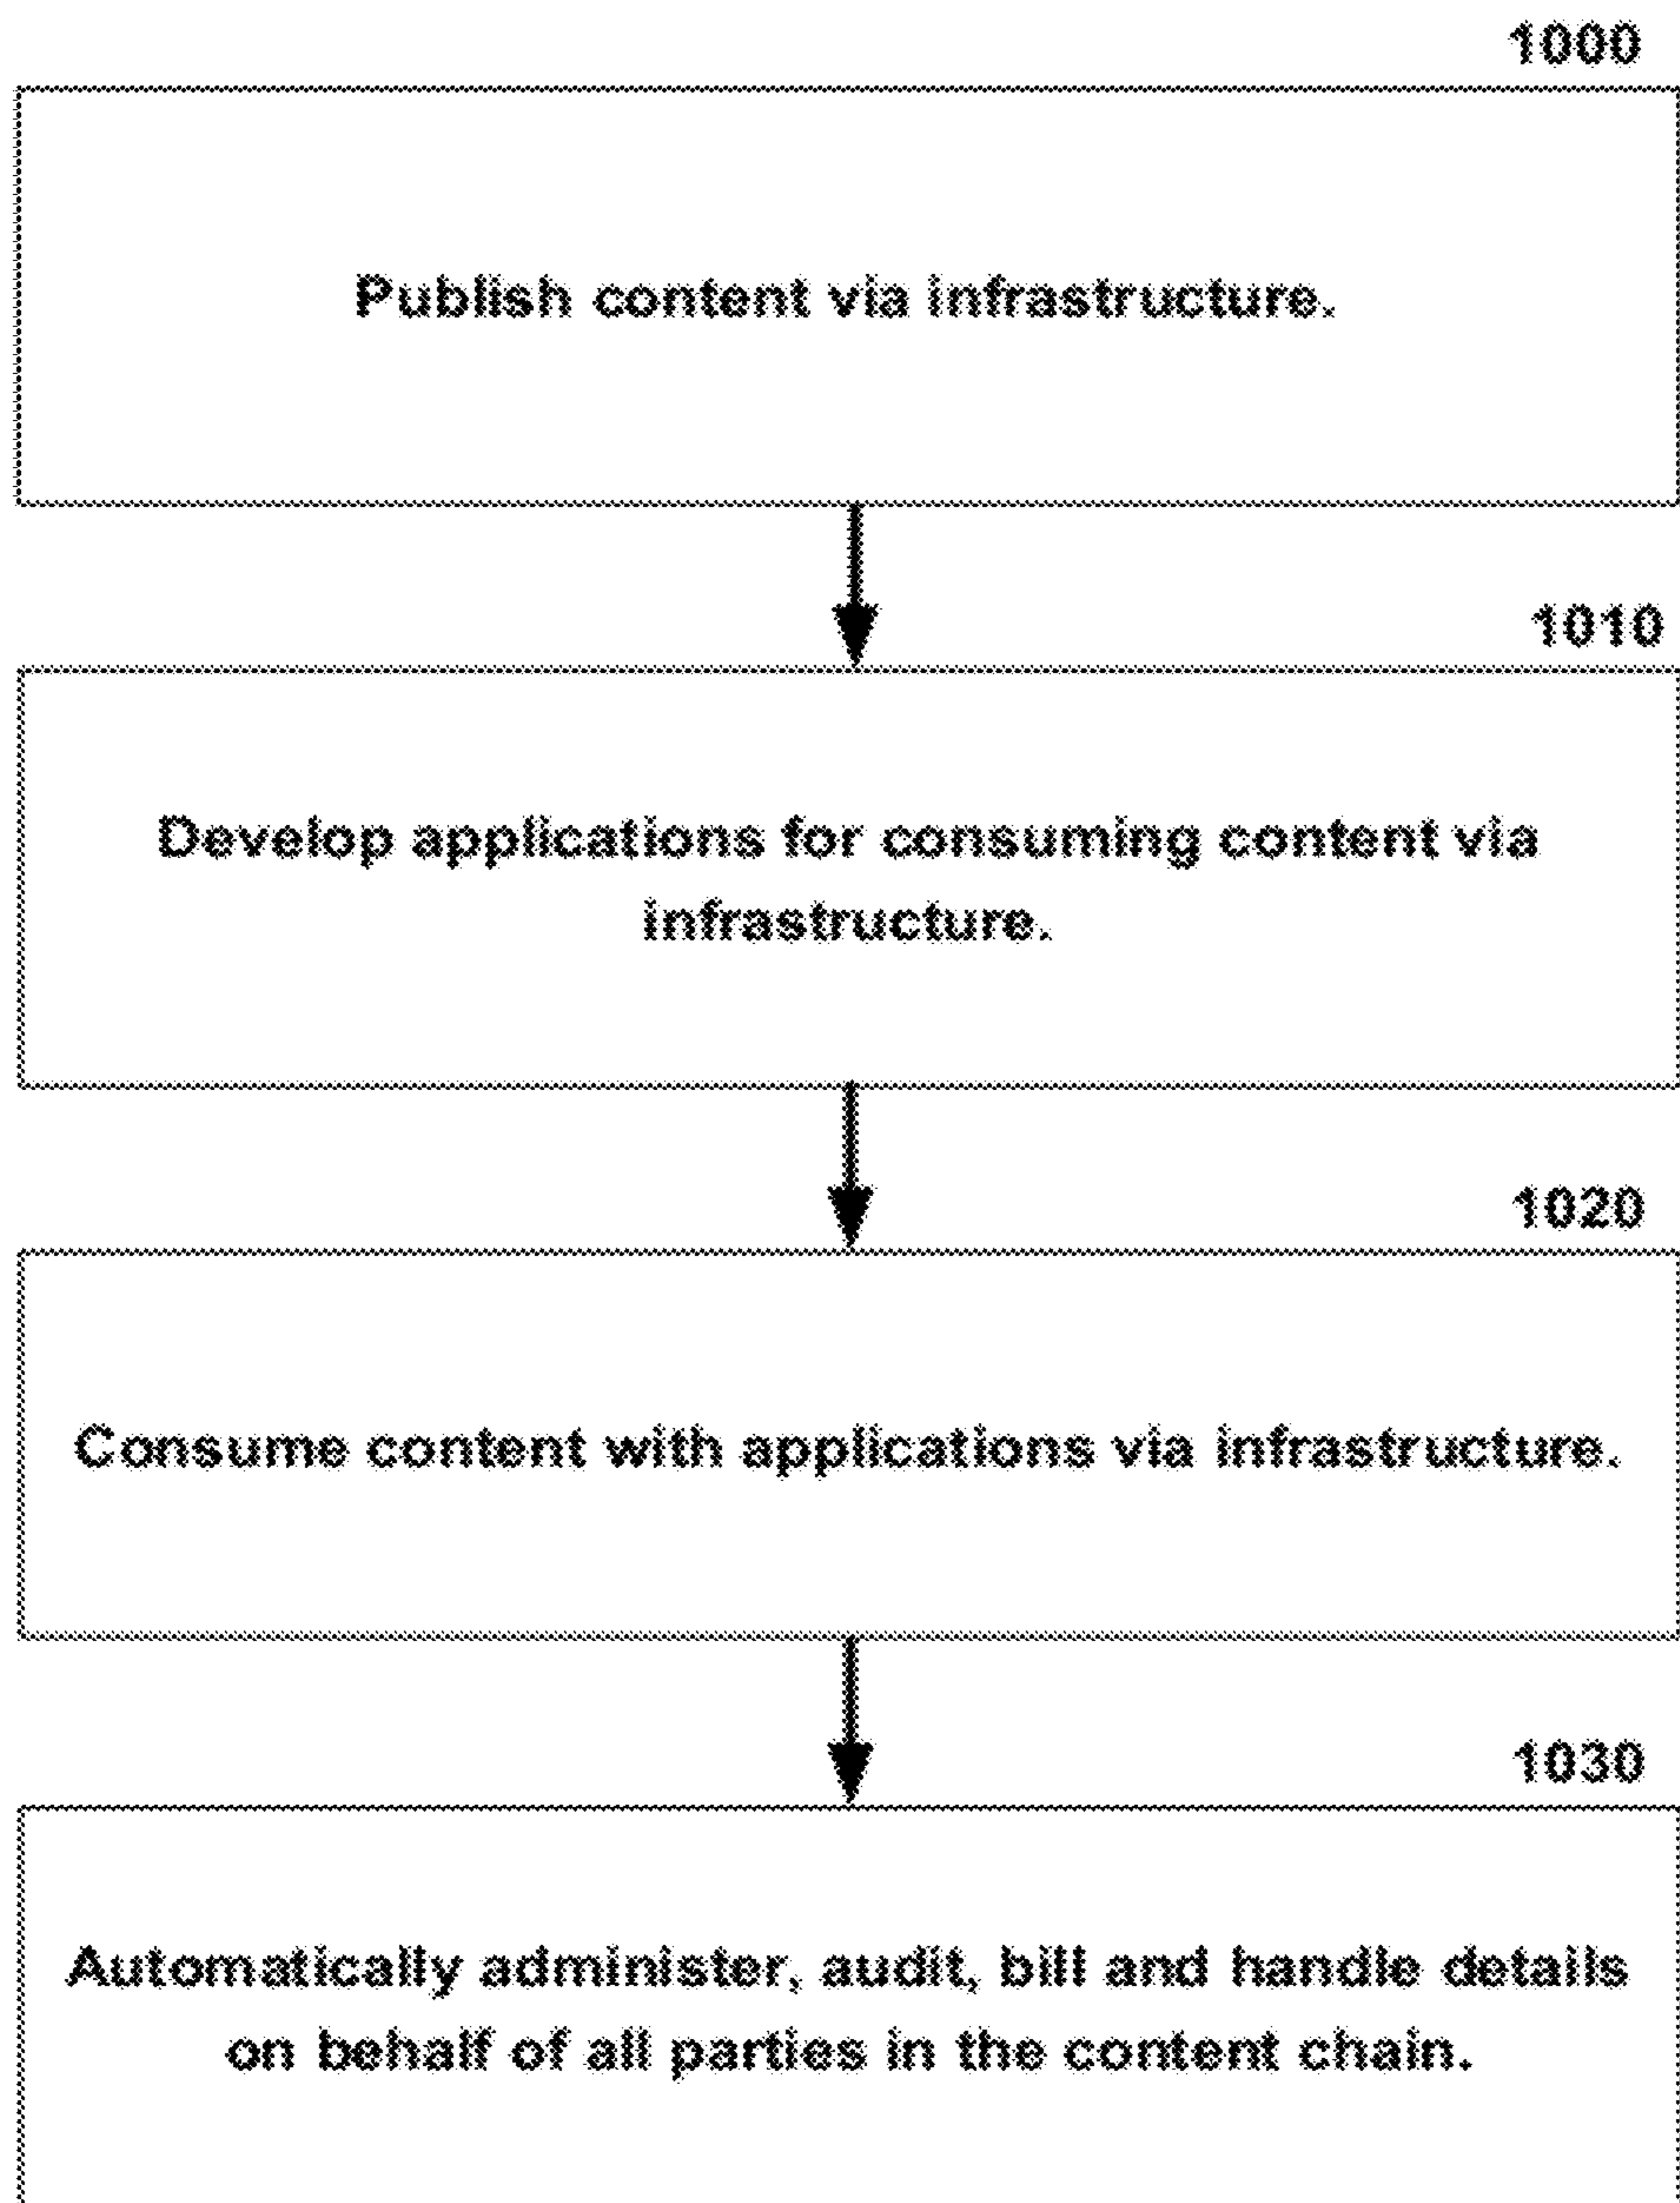 1000
Publish content via infrastructure.
1010
Develop applications for consuming content via
infrastructure.
1020
Consume content with applications via infrastructure.
1030
Automatically administer, audit, bill and handle details
on behalf of all parties in the content chain.